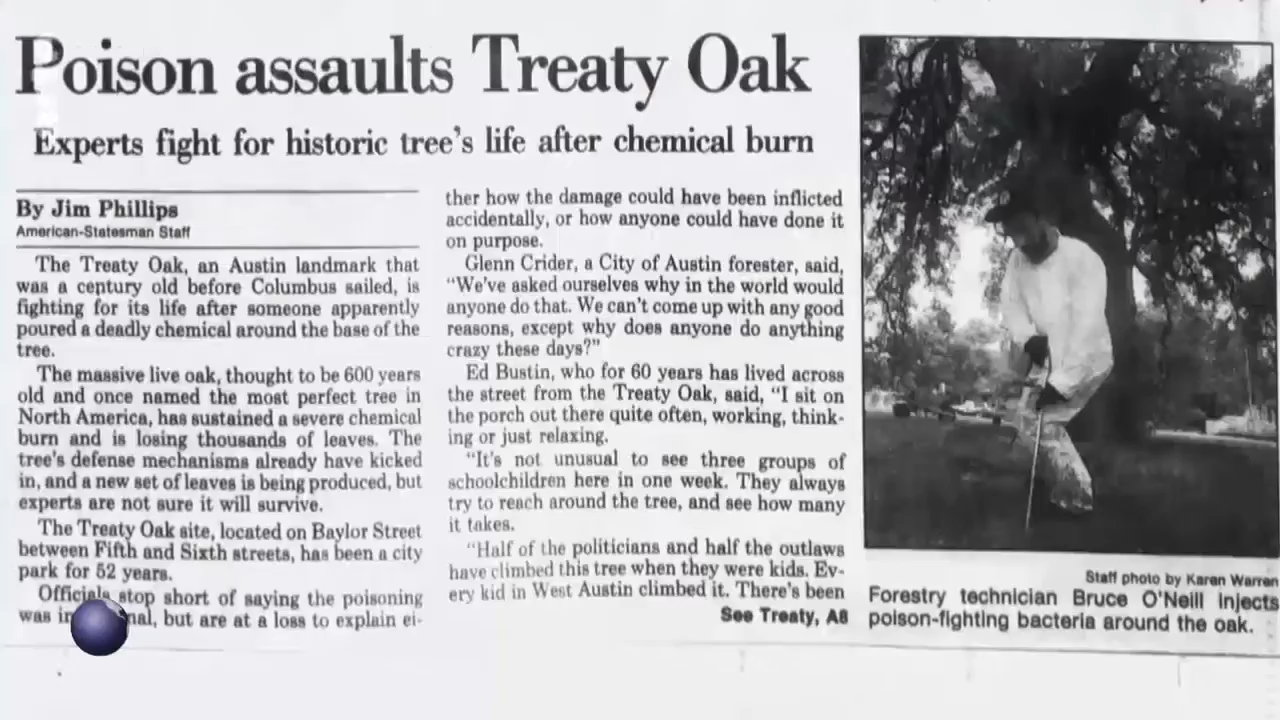 Poison assaults Treaty Oak
Experts fight for historic tree's life after chemical burn
By Jim Phillips
American-Statesman Staff
The Treaty Oak, an Austin landmark that
was a century old before Columbus sailed, is
fighting for its life after someone apparently
poured a deadly chemical around the base of the
tree.
The massive live oak, thought to be 600 years
old and once named the most perfect tree in
North America, has sustained a severe chemical
burn and is losing thousands of leaves. The
tree's defense mechanisms already have kicked
in, and a new set of leaves is being produced, but
experts are not sure it will survive.
The Treaty Oak site, located on Baylor Street
between Fifth and Sixth streets, has been a city
park for 52 years.
Officials stop short of saying the poisoning
was in nal, but are at a loss to explain ei-
ther how the damage could have been inflicted
accidentally, or how anyone could have done it
on purpose.
Glenn Crider, a City of Austin forester, said,
"We've asked ourselves why in the world would
anyone do that. We can't come up with any good
reasons, except why does anyone do anything
crazy these days?"
Ed Bustin, who for 60 years has lived across
the street from the Treaty Oak, said, "I sit on
the porch out there quite often, working, think-
ing or just relaxing.
"It's not unusual to see three groups of
schoolchildren here in one week. They always
try to reach around the tree, and see how many
it takes.
"Half of the politicians and half the outlaws
have climbed this tree when they were kids. Ev-
ery kid in West Austin climbed it. There's been
See Treaty, A8
Staff photo by Karen Warren
Forestry technician Bruce O'Neill injects
poison-fighting bacteria around the oak.